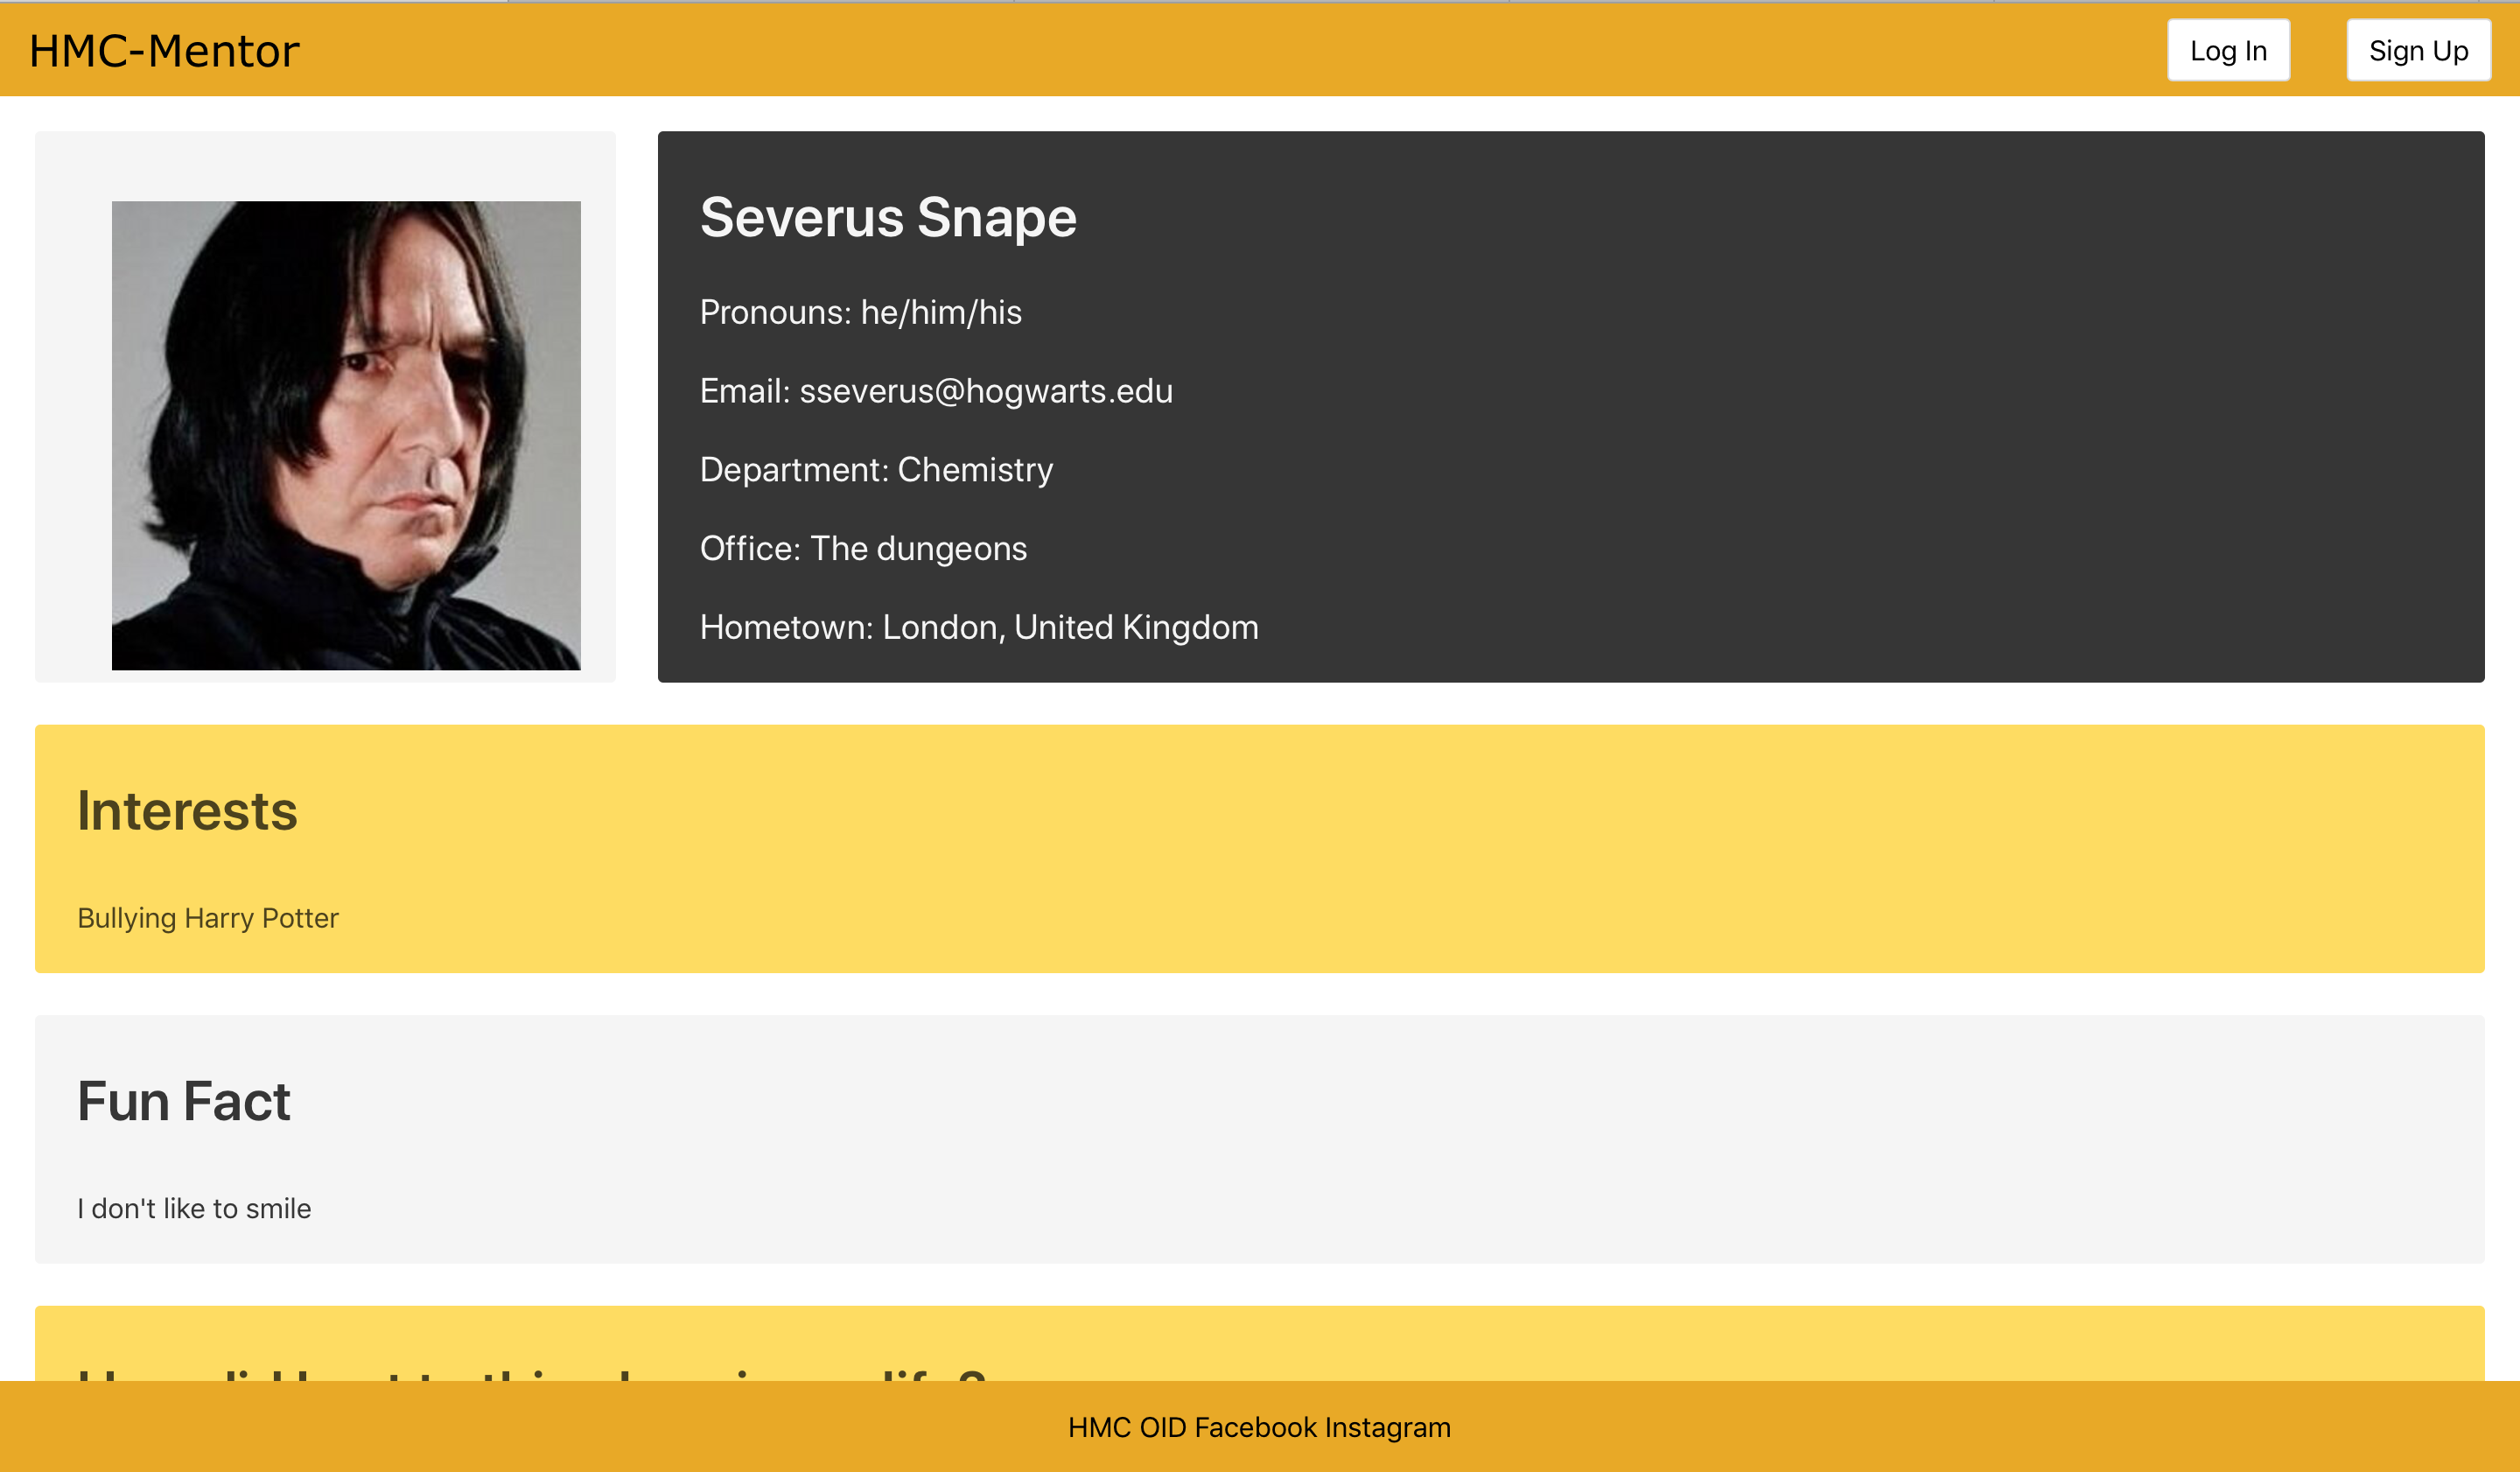 HMC-Mentor
Log In
Sign Up
Severus Snape
Pronouns: he/him/his
Email: sseverus@hogwarts.edu
Department: Chemistry
Office: The dungeons
Hometown: London, United Kingdom
Interests
Bullying Harry Potter
Fun Fact
I don't like to smile
HMC OID Facebook Instagram